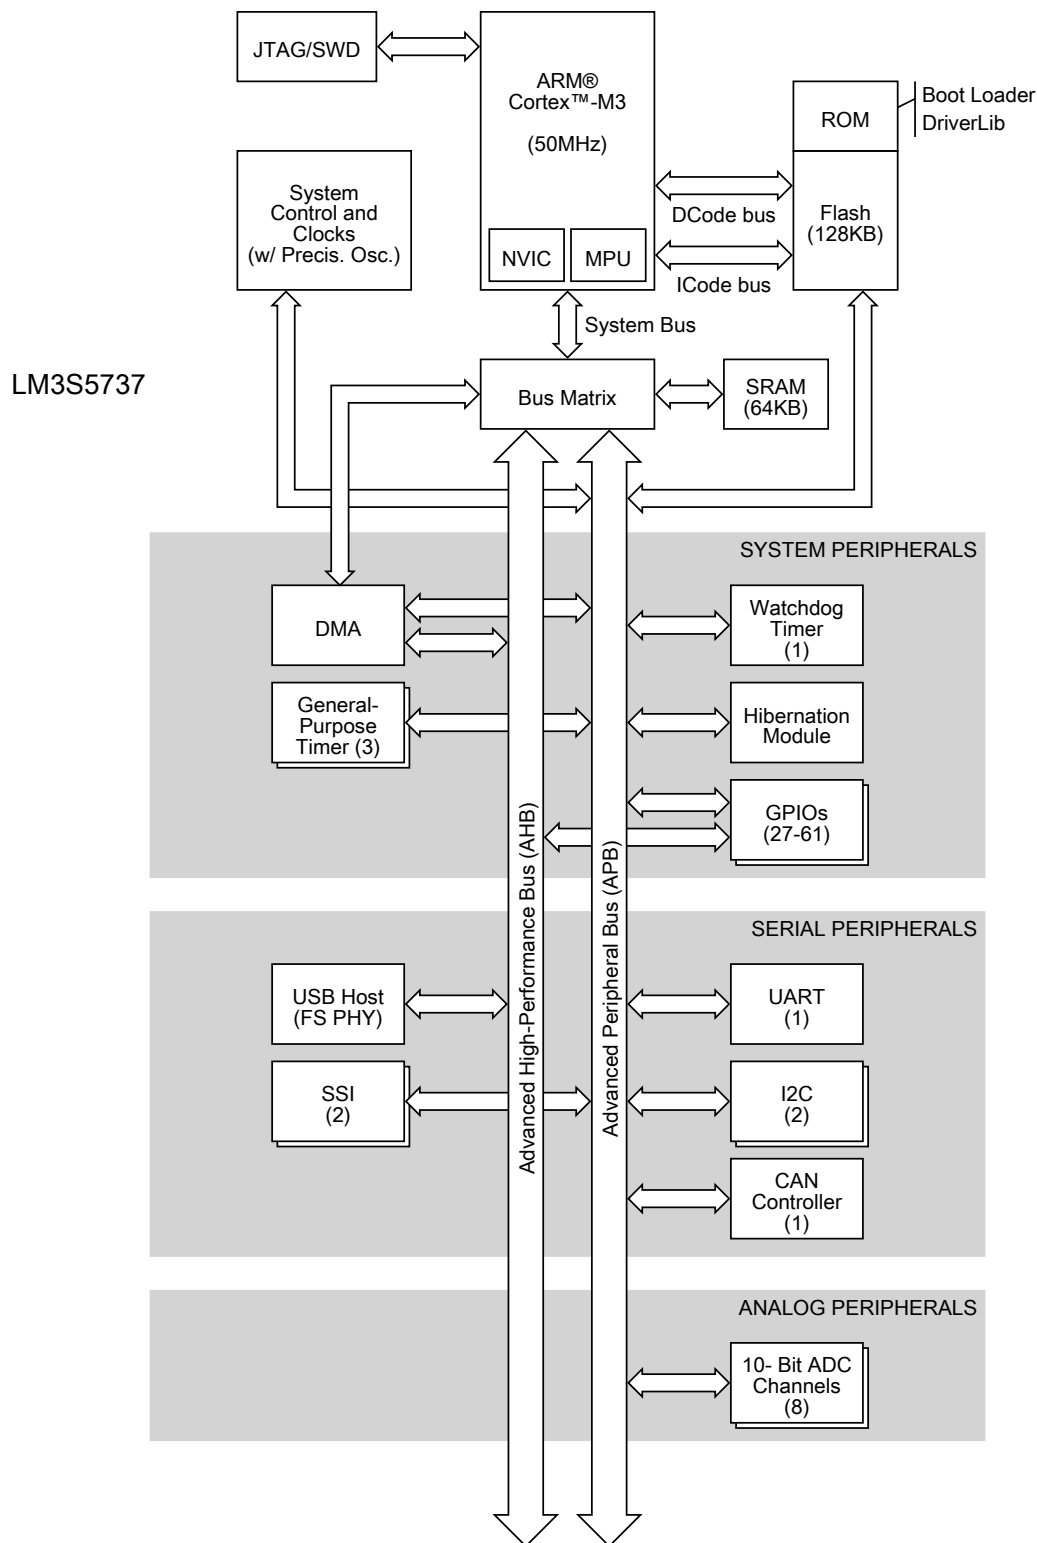 JTAG/SWD
ARM®
Cortex™-M3
(50MHz)
NVIC
MPU
ROM
Boot Loader
DriverLib
Flash
(128KB)
DCode bus
ICode bus
System
Control and
Clocks
(w/ Precis. Osc.)
System Bus
LM3S5737
Bus Matrix
SRAM
(64KB)
SYSTEM PERIPHERALS
DMA
Watchdog
Timer
(1)
General-
Purpose
Timer (3)
Hibernation
Module
GPIOs
(27-61)
Advanced High-Performance Bus (AHB)
Advanced Peripheral Bus (APB)
SERIAL PERIPHERALS
USB Host
(FS PHY)
UART
(1)
SSI
(2)
I2C
(2)
CAN
Controller
(1)
ANALOG PERIPHERALS
10- Bit ADC
Channels
(8)